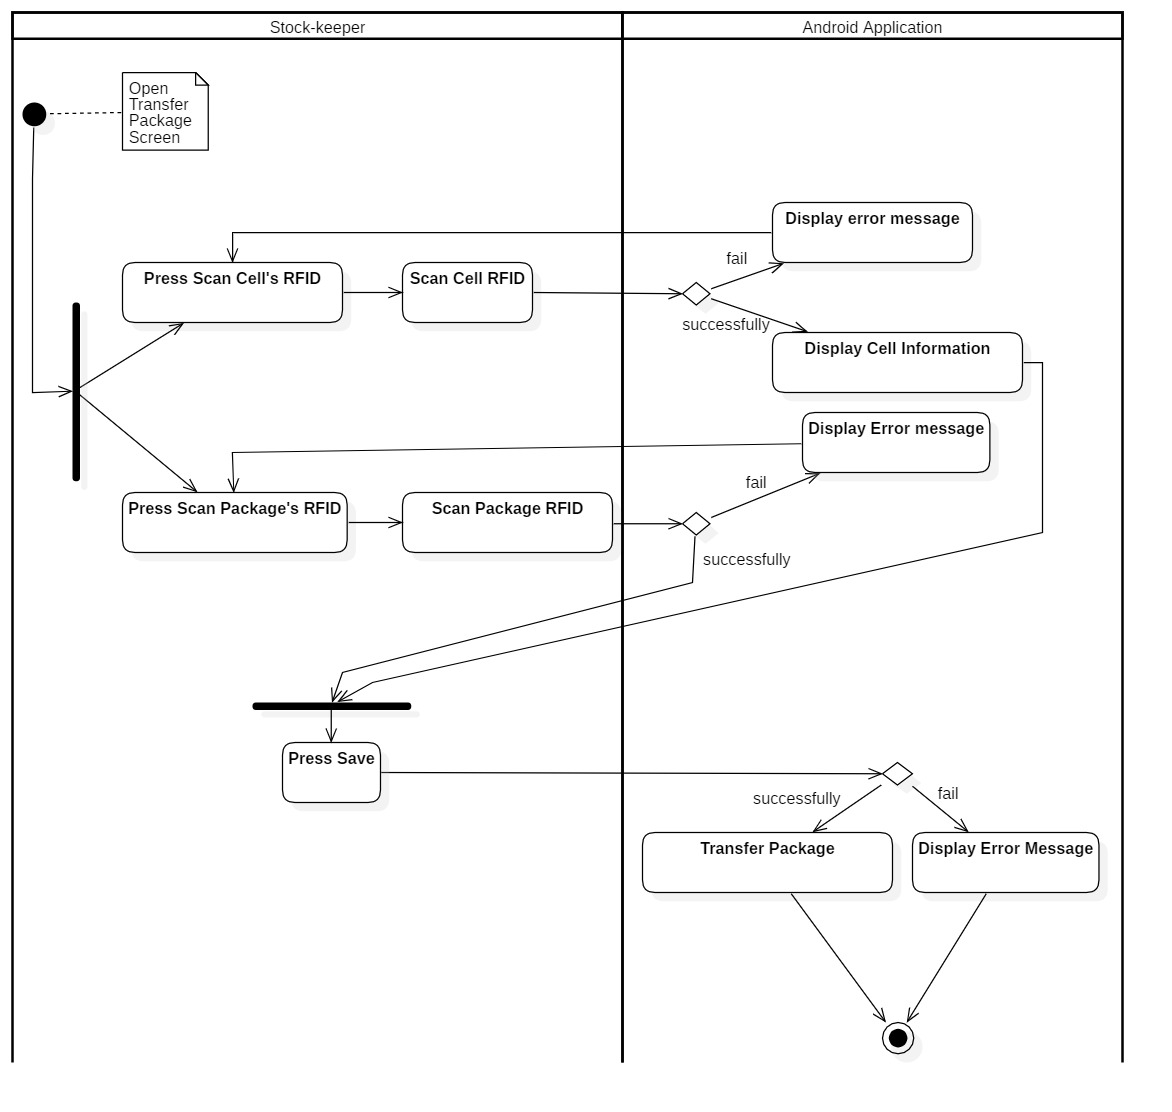 Stock-keeper
Android Application
Open
Transfer
Package
Screen
Display error message
fail
Press Scan Cell's RFID
Scan Cell RFID
successfully
Display Cell Information
Display Error message
fail
Press Scan Package's RFID
Scan Package RFID
successfully
Press Save
successfully
fail
Transfer Package
Display Error Message